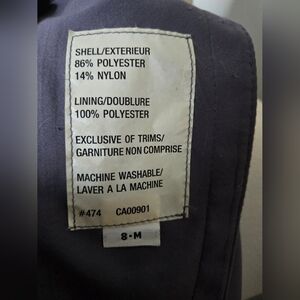 SHELL/EXTERIEUR
86% POLYESTER
14% NYLON
LINING/DOUBLURE
100% POLYESTER
EXCLUSIVE OF TRIMS/
GARNITURE NON COMPRISE
MACHINE WASHABLE/
LAVER A LA MACHINE
#474 CA00901
8-M